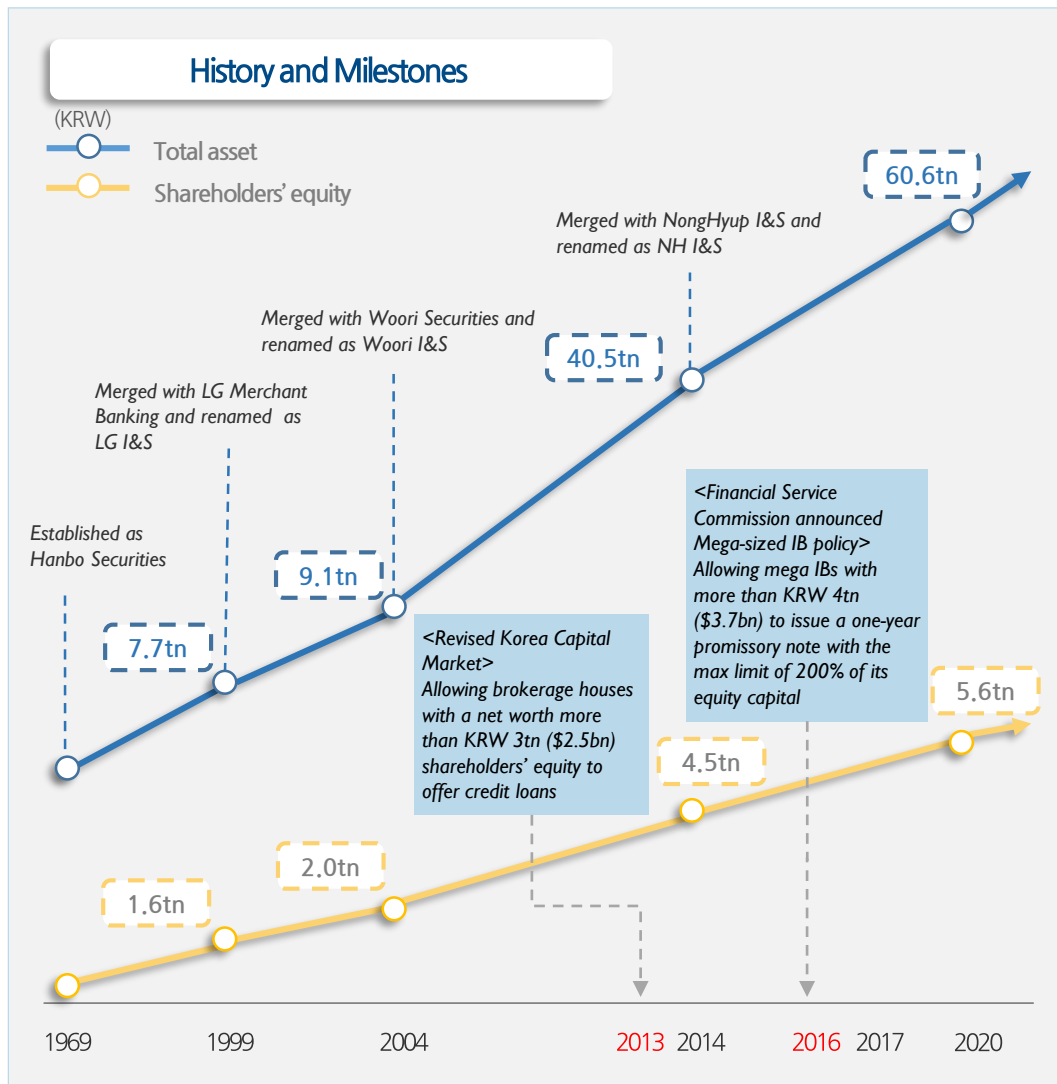 History and Milestones
(KRW)
Total asset
Shareholders' equity
60.6tn
Merged with NongHyup I&S and
renamed as NH I&S
Merged with Woori Securities and
renamed as Woori I&S
40.5tn
Merged with LG Merchant
Banking and renamed as
LG I&S
Established as
Hanbo Securities
9.1tn
7.7tn
<Financial Service
Commission announced
Mega-sized IB policy>
Allowing mega IBs with
more than KRW 4tn
($3.7bn) to issue a one-year
promissory note with the
max limit of 200% of its
equity capital
<Revised Korea Capital
Market>
Allowing brokerage houses
with a net worth more
than KRW 3tn ($2.5bn)
shareholders' equity to
offer credit loans
5.6tn
4.5tn
2.0tn
1.6tn
1969 1999 2004 2013 2014 2016 2017 2020